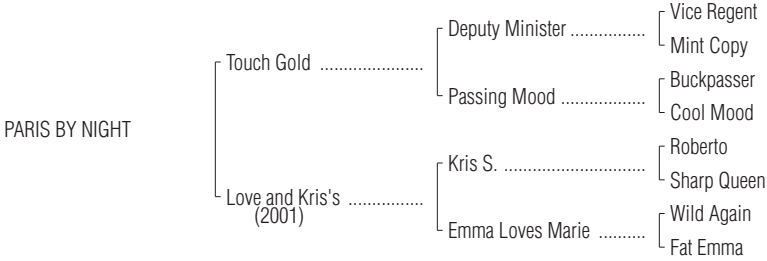 Vice Regent
Deputy Minister ................
Mint Copy
Touch Gold ......................
Buckpasser
Passing Mood ..................
Cool Mood
PARIS BY NIGHT
Roberto
Kris S. ..............................
Sharp Queen
Love and Kris's ................
(2001)
Wild Again
Emma Loves Marie ..........
Fat Emma